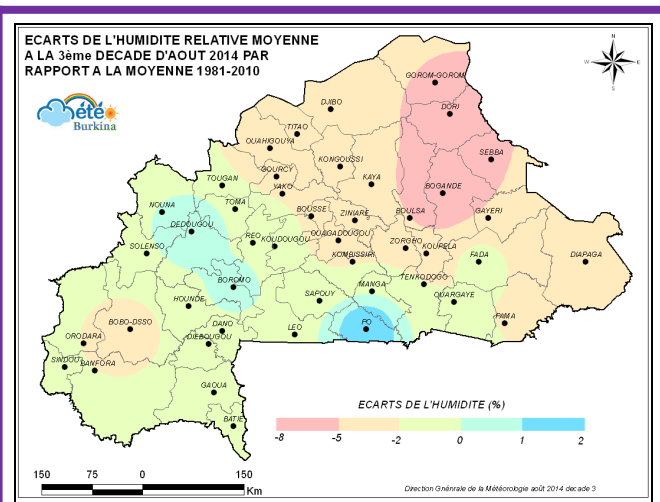 ECARTS DE L'HUMIDITE RELATIVE MOYENNE
A LA 3ème DECADE D'AOUT 2014 PAR
RAPPORT A LA MOYENNE 1981-2010
N
W
E
S
Météo
Burkina
GOROM-GOROM
DJIBO
DORI
TITAO
OUAHIGOUYA
SEBBA
KONGOUSSI
GOURCY
KAYA
TOUGAN
YAKO
BOGANDE
NOUNA
TOMA
BOUSSE
ZINIARE
BOULSA
GAYERI
DEDOUGOU
OUAGADOUGOU
SOLENSO
REO
KOUDOUGOU
ZORGHO
KOUPELA
KOMBISSIRI
FADA
DIAPAGA
BOROMO
MANGA
TENKODOGO
SAPOUY
OUARGAYE
HOUNDE
BOBO-DSSO
DANO
LEO
PO
PAMA
ORODARA
DJEBOUGOU
SINDOU
BANFORA
GAOUA
BATIE
ECARTS DE L'HUMIDITE (%)
-8 -5 -2 0 1 2
150 75 0 150
Km
Direction Gnénrale de la Météorologie août 2014 decade 3